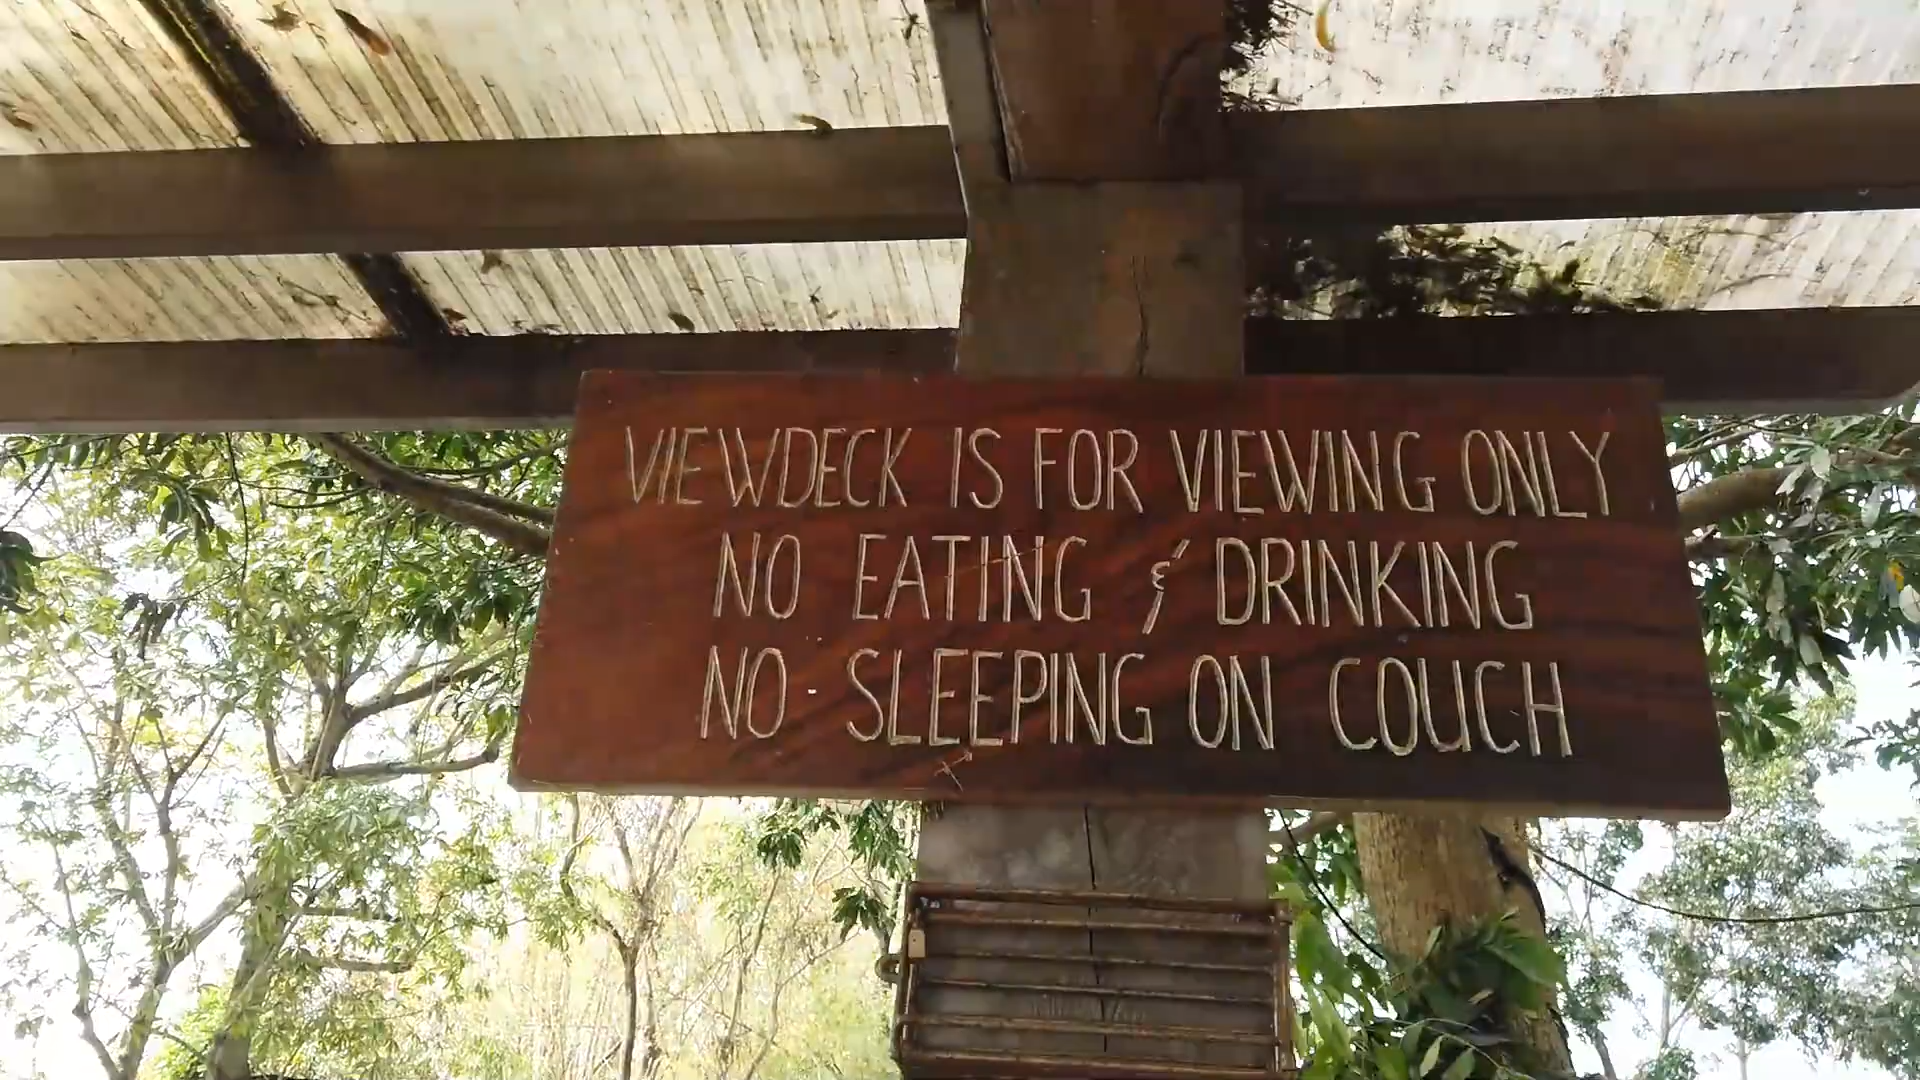 VIEWDECK IS FOR VIEWING ONLY
NO EATING & DRINKING
NO SLEEPING ON COUCH